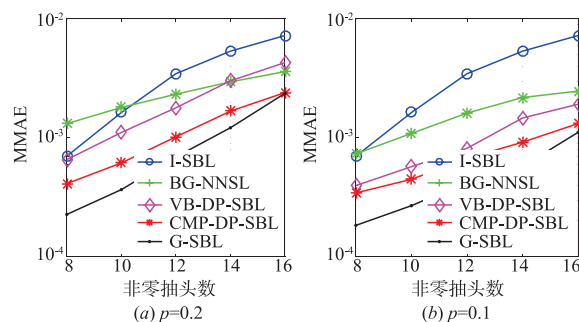 10^-2
10^-3
10^-4
MMAE
I-SBL
BG-NNSL
VB-DP-SBL
CMP-DP-SBL
G-SBL
8 10 12 14 16
非零抽头数
(a) p=0.2
10^-2
10^-3
10^-4
MMAE
I-SBL
BG-NNSL
VB-DP-SBL
CMP-DP-SBL
G-SBL
8 10 12 14 16
非零抽头数
(b) p=0.1